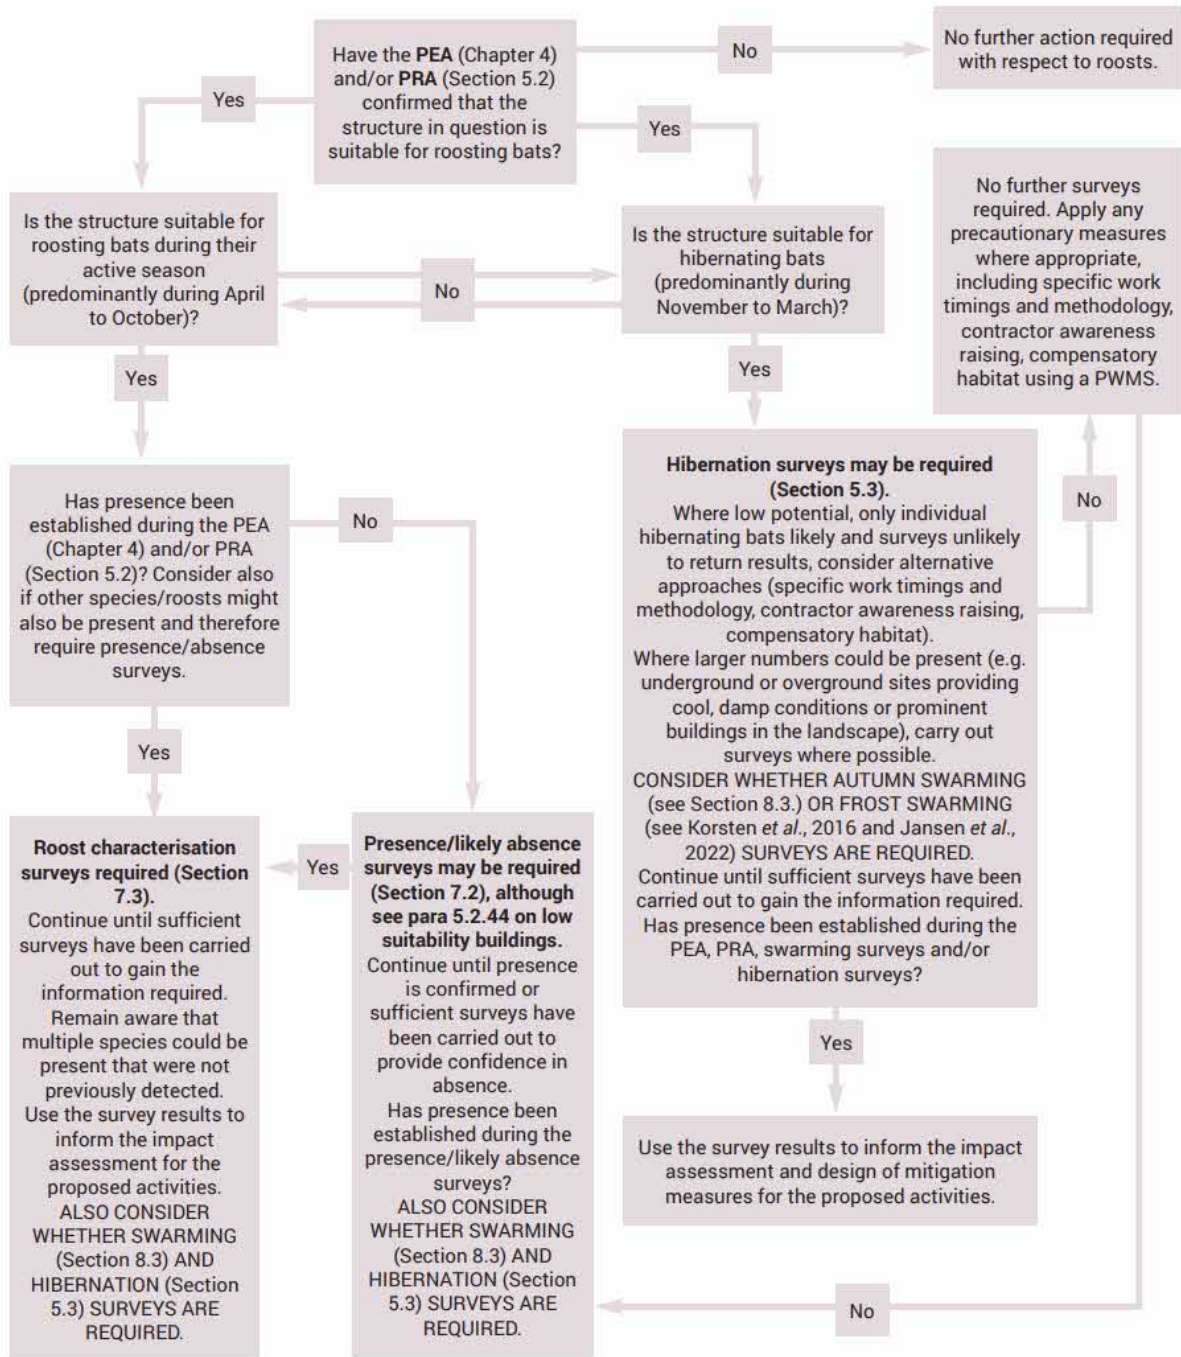 Have the PEA (Chapter 4)
and/or PRA (Section 5.2)
confirmed that the
structure in question is
suitable for roosting bats?
No
No further action required
with respect to roosts.
Yes
Yes
Is the structure suitable for
roosting bats during their
active season
(predominantly during April
to October)?
No
Is the structure suitable for
hibernating bats
(predominantly during
November to March)?
No further surveys
required. Apply any
precautionary measures
where appropriate,
including specific work
timings and methodology,
contractor awareness
raising, compensatory
habitat using a PWMS.
Yes
Yes
Has presence been
established during the PEA
(Chapter 4) and/or PRA
(Section 5.2)? Consider also
if other species/roosts might
also be present and therefore
require presence/absence
surveys.
No
Hibernation surveys may be required
(Section 5.3).
Where low potential, only individual
hibernating bats likely and surveys unlikely
to return results, consider alternative
approaches (specific work timings and
methodology, contractor awareness raising,
compensatory habitat).
Where larger numbers could be present (e.g.
underground or overground sites providing
cool, damp conditions or prominent
buildings in the landscape), carry out
surveys where possible.
CONSIDER WHETHER AUTUMN SWARMING
(see Section 8.3.) OR FROST SWARMING
(see Korsten et al., 2016 and Jansen et al.,
2022) SURVEYS ARE REQUIRED.
Continue until sufficient surveys have been
carried out to gain the information required.
Has presence been established during the
PEA, PRA, swarming surveys and/or
hibernation surveys?
No
Yes
Roost characterisation
surveys required (Section
7.3).
Continue until sufficient
surveys have been carried
out to gain the
information required.
Remain aware that
multiple species could be
present that were not
previously detected.
Use the survey results to
inform the impact
assessment for the
proposed activities.
ALSO CONSIDER
WHETHER SWARMING
(Section 8.3) AND
HIBERNATION (Section
5.3) SURVEYS ARE
REQUIRED.
Yes
Presence/likely absence
surveys may be required
(Section 7.2), although
see para 5.2.44 on low
suitability buildings.
Continue until presence
is confirmed or
sufficient surveys have
been carried out to
provide confidence in
absence.
Has presence been
established during the
presence/likely absence
surveys?
ALSO CONSIDER
WHETHER SWARMING
(Section 8.3) AND
HIBERNATION (Section
5.3) SURVEYS ARE
REQUIRED.
Yes
Use the survey results to inform the impact
assessment and design of mitigation
measures for the proposed activities.
No